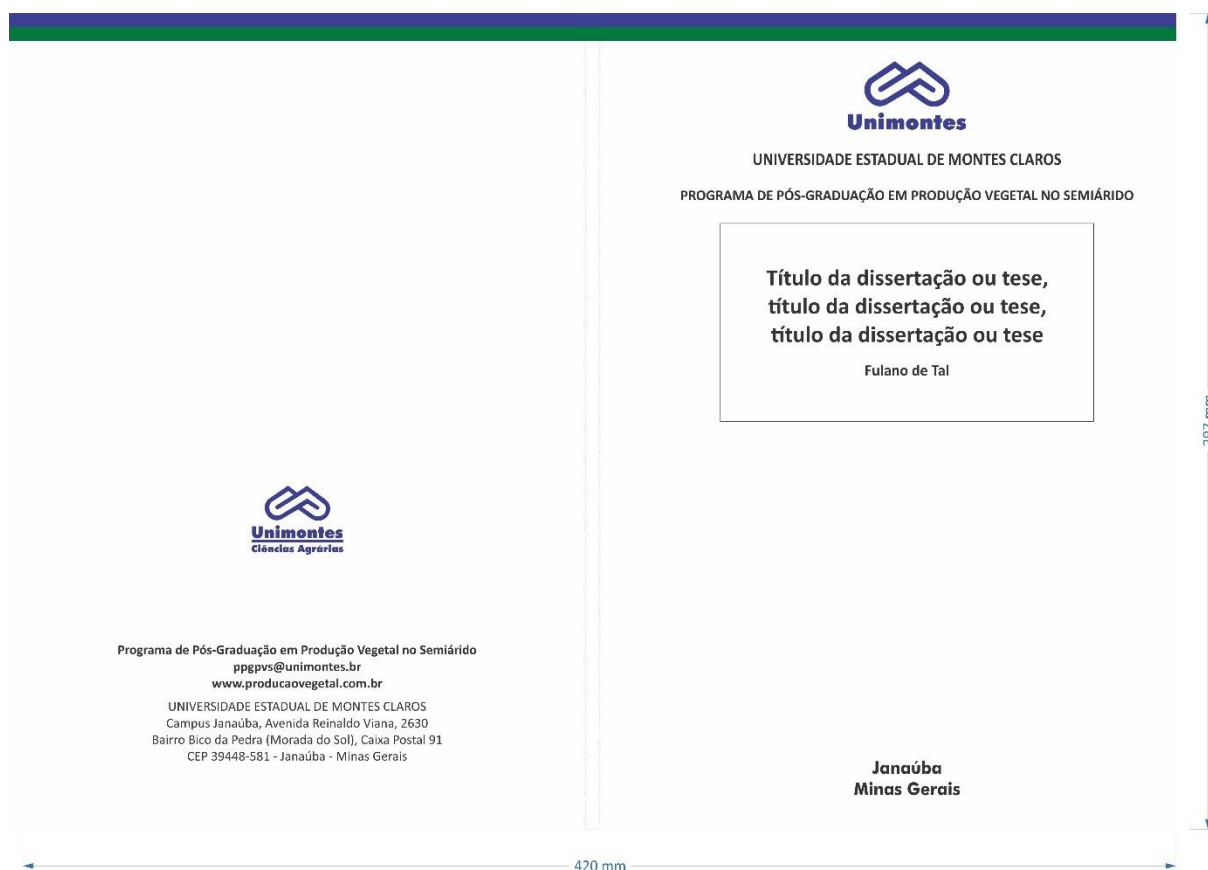 Unimontes
UNIVERSIDADE ESTADUAL DE MONTES CLAROS
PROGRAMA DE PÓS-GRADUAÇÃO EM PRODUÇÃO VEGETAL NO SEMIÁRIDO
Título da dissertação ou tese,
título da dissertação ou tese,
título da dissertação ou tese
Fulano de Tal
Janaúba
Minas Gerais
Unimontes
Ciências Agrárias
Programa de Pós-Graduação em Produção Vegetal no Semiárido
ppgpvs@unimontes.br
www.producaovegetal.com.br
UNIVERSIDADE ESTADUAL DE MONTES CLAROS
Campus Janaúba, Avenida Reinaldo Viana, 2630
Bairro Bico da Pedra (Morada do Sol), Caixa Postal 91
CEP 39448-581 - Janaúba - Minas Gerais
297 mm
420 mm